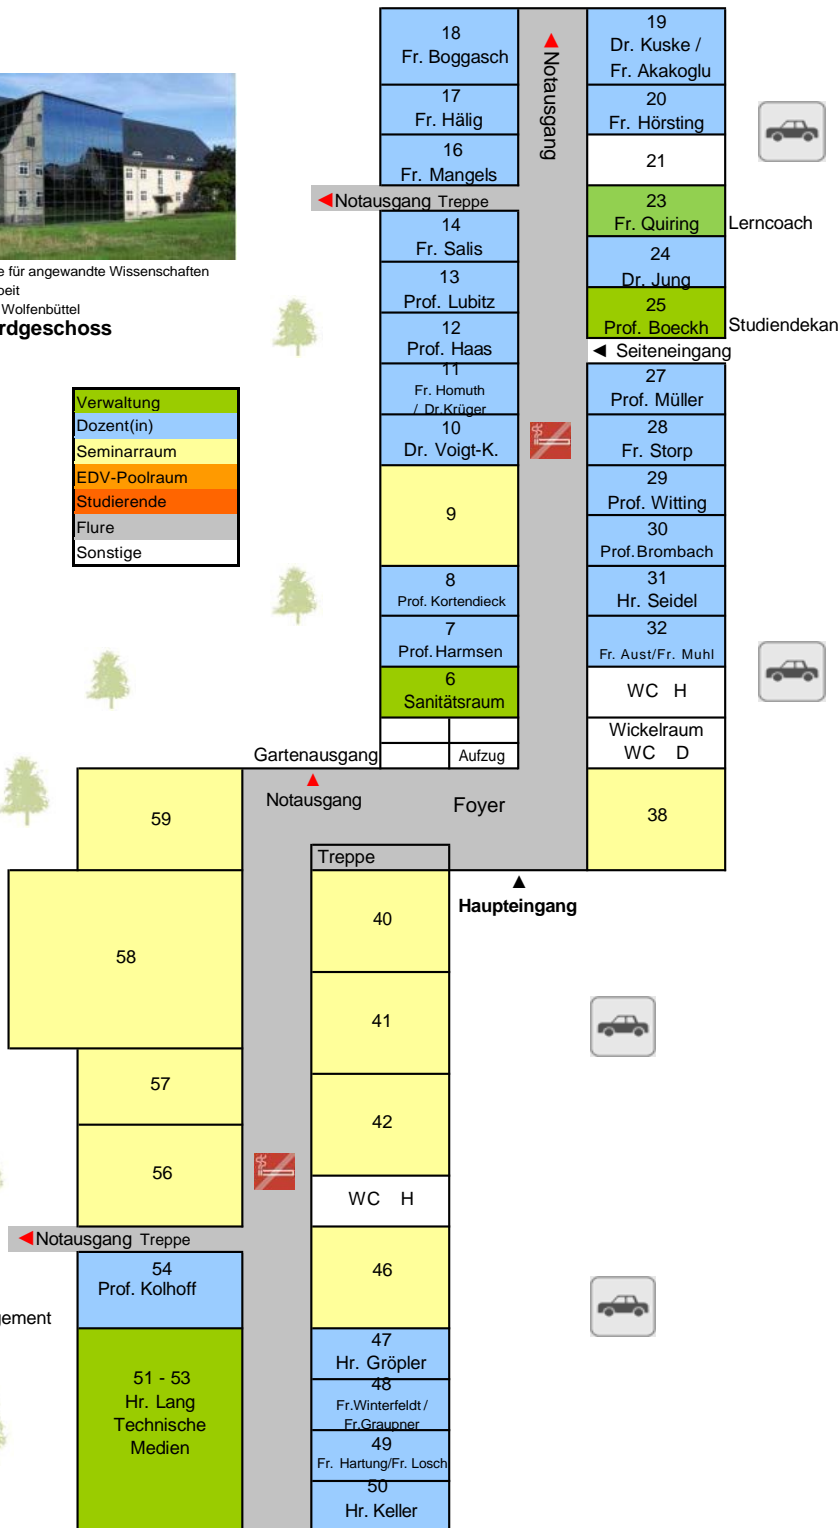 e für angewandte Wissenschaften
beit
Wolfenbüttel
rdgeschoss
Verwaltung
Dozent(in)
Seminarraum
EDV-Poolraum
Studierende
Flure
Sonstige
18
Fr. Boggasch
17
Fr. Hälig
16
Fr. Mangels
Notausgang Treppe
14
Fr. Salis
13
Prof. Lubitz
12
Prof. Haas
11
Fr. Homuth
/ Dr.Krüger
10
Dr. Voigt-K.
9
8
Prof. Kortendieck
7
Prof. Harmsen
6
Sanitätsraum
Aufzug
Gartenausgang
Notausgang
Notausgang
19
Dr. Kuske /
Fr. Akakoglu
20
Fr. Hörsting
21
23
Fr. Quiring
Lerncoach
24
Dr. Jung
25
Prof. Boeckh
Studiendekan
Seiteneingang
27
Prof. Müller
28
Fr. Storp
29
Prof. Witting
30
Prof. Brombach
31
Hr. Seidel
32
Fr. Aust/Fr. Muhl
WC H
Wickelraum
WC D
38
Foyer
Treppe
Haupteingang
59
58
57
56
Notausgang Treppe
54
Prof. Kolhoff
gement
51 - 53
Hr. Lang
Technische
Medien
40
41
42
WC H
46
47
Hr. Gröpler
48
Fr.Winterfeldt /
Fr.Graupner
49
Fr. Hartung/Fr. Losch
50
Hr. Keller